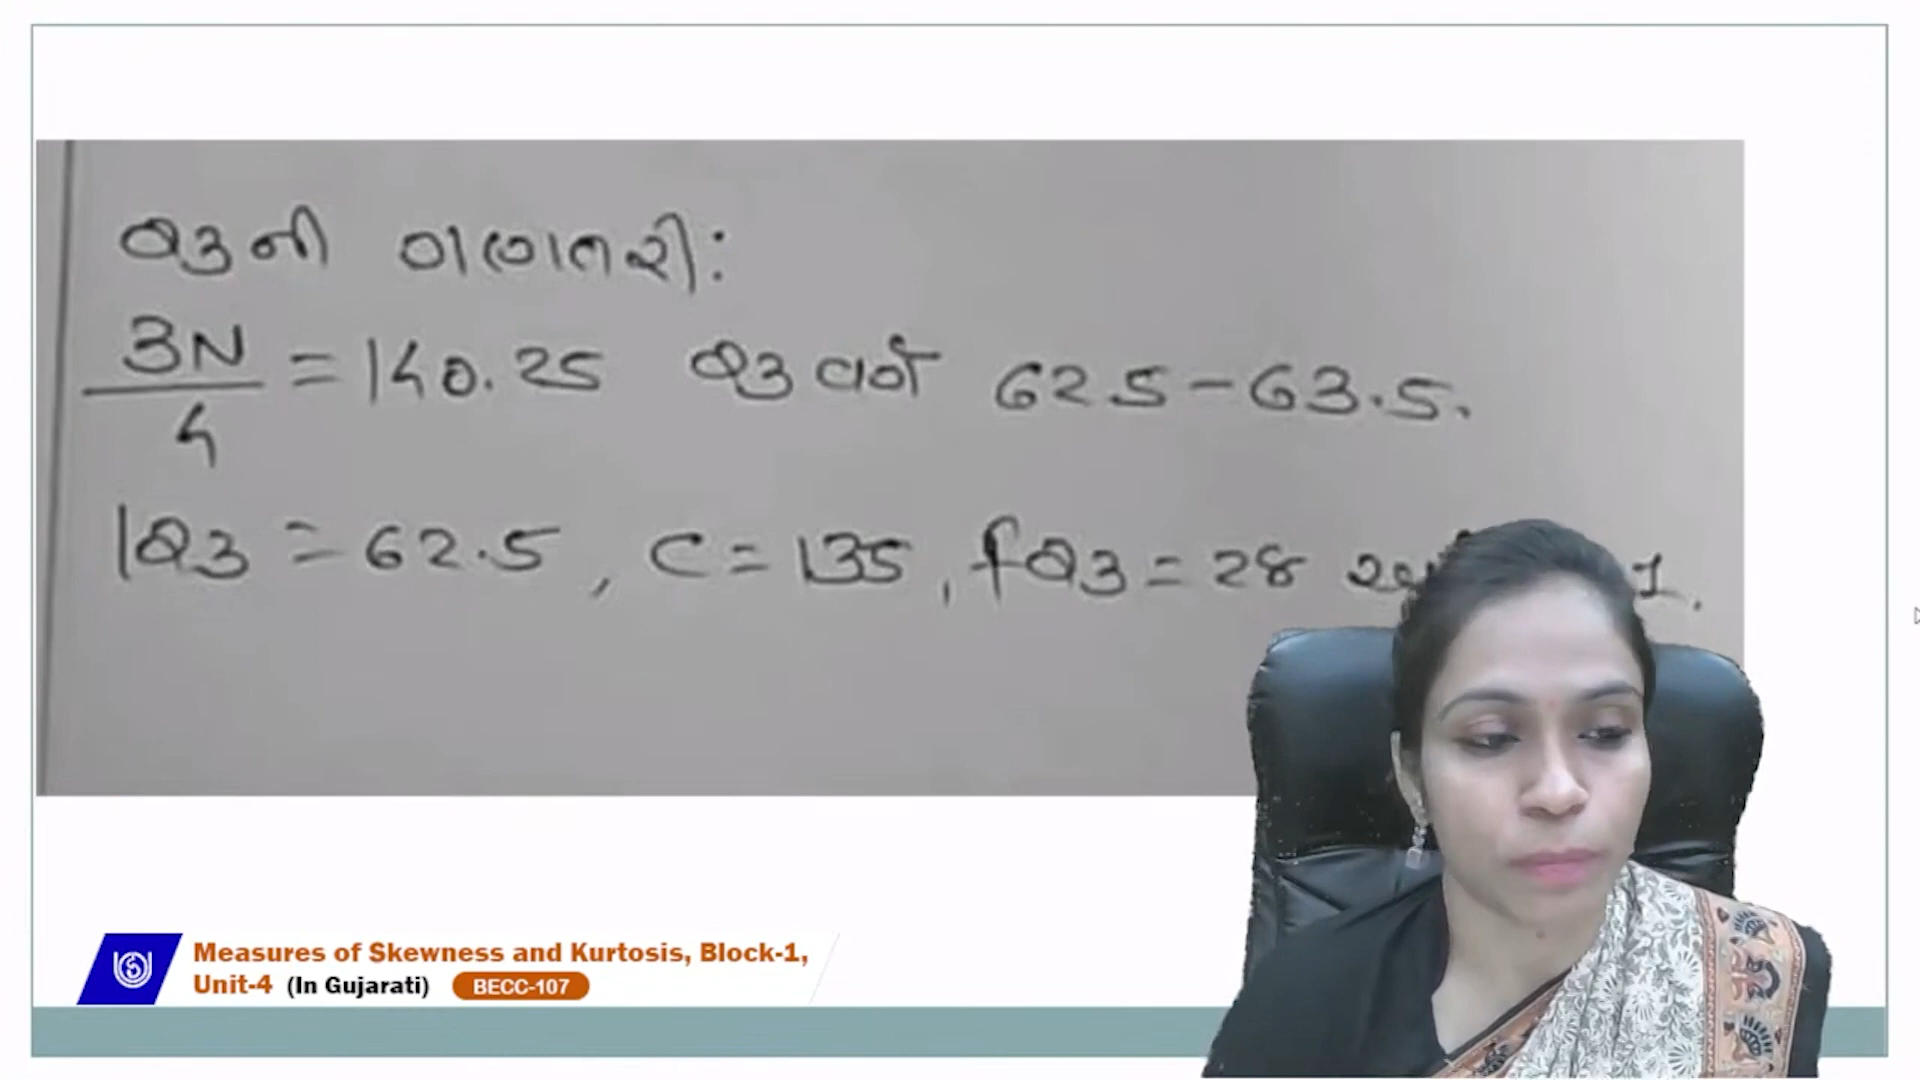 Q3ની ગણતરી:
3N/4 = 140.25 Q3 વર્ગ 62.5-63.5.
lQ3 = 62.5, C = 135, fQ3 = 28 1.
Measures of Skewness and Kurtosis, Block-1,
Unit-4 (In Gujarati) BECC-107